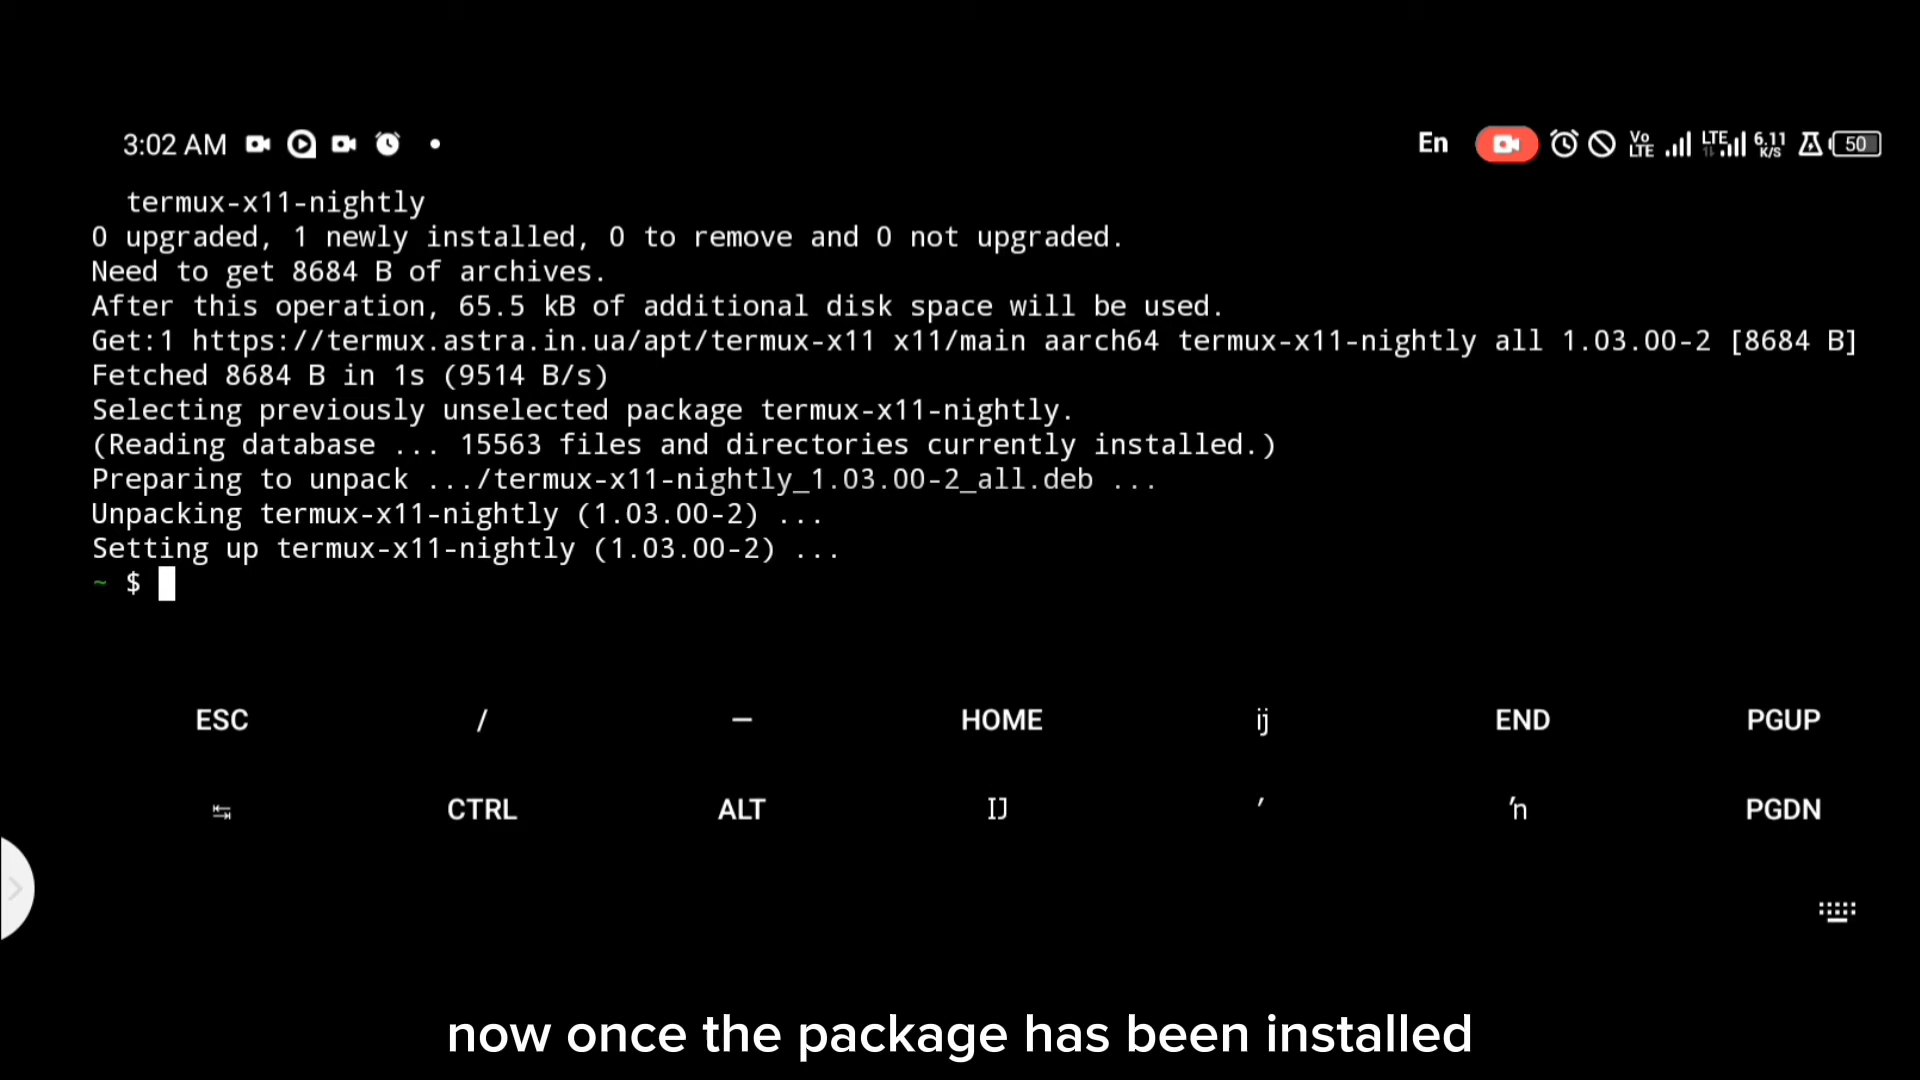 3:02 AM
En
Vo LTE
LTE
6.11 K/S
50
termux-x11-nightly
0 upgraded, 1 newly installed, 0 to remove and 0 not upgraded.
Need to get 8684 B of archives.
After this operation, 65.5 kB of additional disk space will be used.
Get:1 https://termux.astra.in.ua/apt/termux-x11 x11/main aarch64 termux-x11-nightly all 1.03.00-2 [8684 B]
Fetched 8684 B in 1s (9514 B/s)
Selecting previously unselected package termux-x11-nightly.
(Reading database ... 15563 files and directories currently installed.)
Preparing to unpack .../termux-x11-nightly_1.03.00-2_all.deb ...
Unpacking termux-x11-nightly (1.03.00-2) ...
Setting up termux-x11-nightly (1.03.00-2) ...
~ $
ESC / — HOME ĳ END PGUP
↹ CTRL ALT Ĳ ′ ŉ PGDN
now once the package has been installed